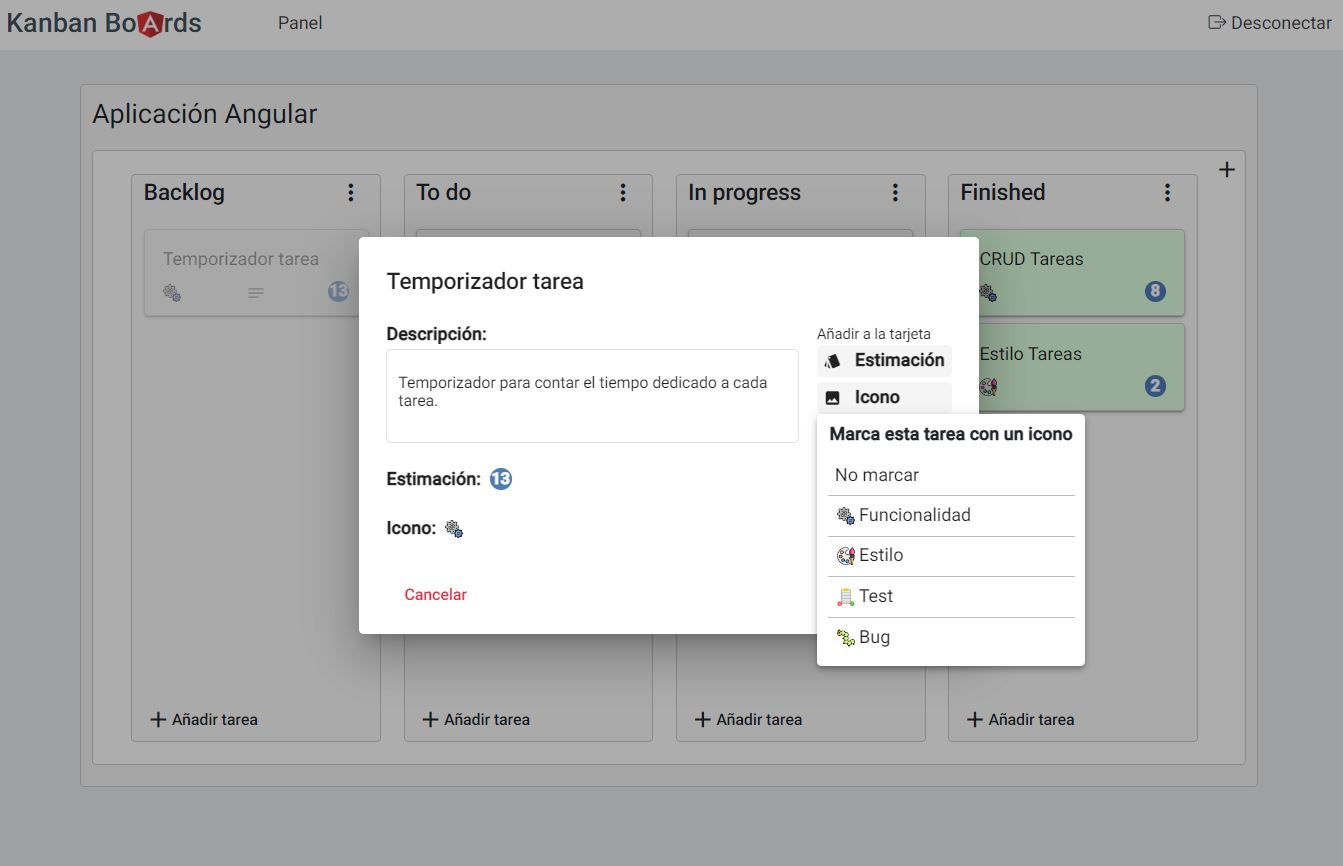 Kanban BoArds
Panel
Desconectar
Aplicación Angular
Backlog
To do
In progress
Finished
Temporizador tarea
13
CRUD Tareas
8
Estilo Tareas
2
Temporizador tarea
Descripción:
Temporizador para contar el tiempo dedicado a cada
tarea.
Estimación: 13
Icono:
Cancelar
Añadir a la tarjeta
Estimación
Icono
Marca esta tarea con un icono
No marcar
Funcionalidad
Estilo
Test
Bug
Añadir tarea
Añadir tarea
Añadir tarea
Añadir tarea